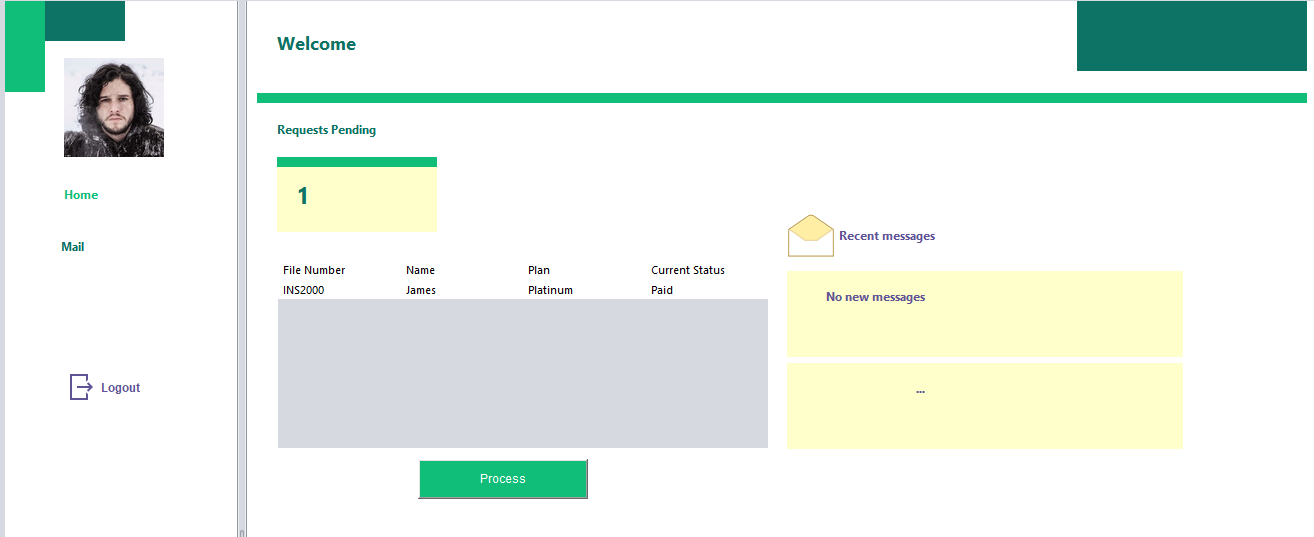 Welcome
Home
Mail
Logout
Requests Pending
1
File Number Name Plan Current Status
INS2000 James Platinum Paid
Process
Recent messages
No new messages
...